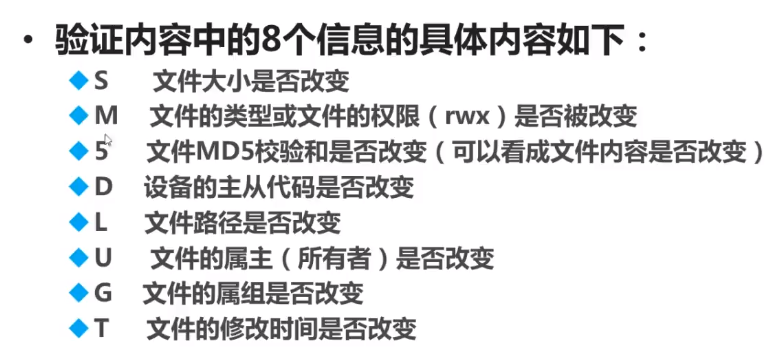 • 验证内容中的8个信息的具体内容如下：
◆S 文件大小是否改变
◆M 文件的类型或文件的权限（rwx）是否被改变
◆5 文件MD5校验和是否改变（可以看成文件内容是否改变）
◆D 设备的主从代码是否改变
◆L 文件路径是否改变
◆U 文件的属主（所有者）是否改变
◆G 文件的属组是否改变
◆T 文件的修改时间是否改变